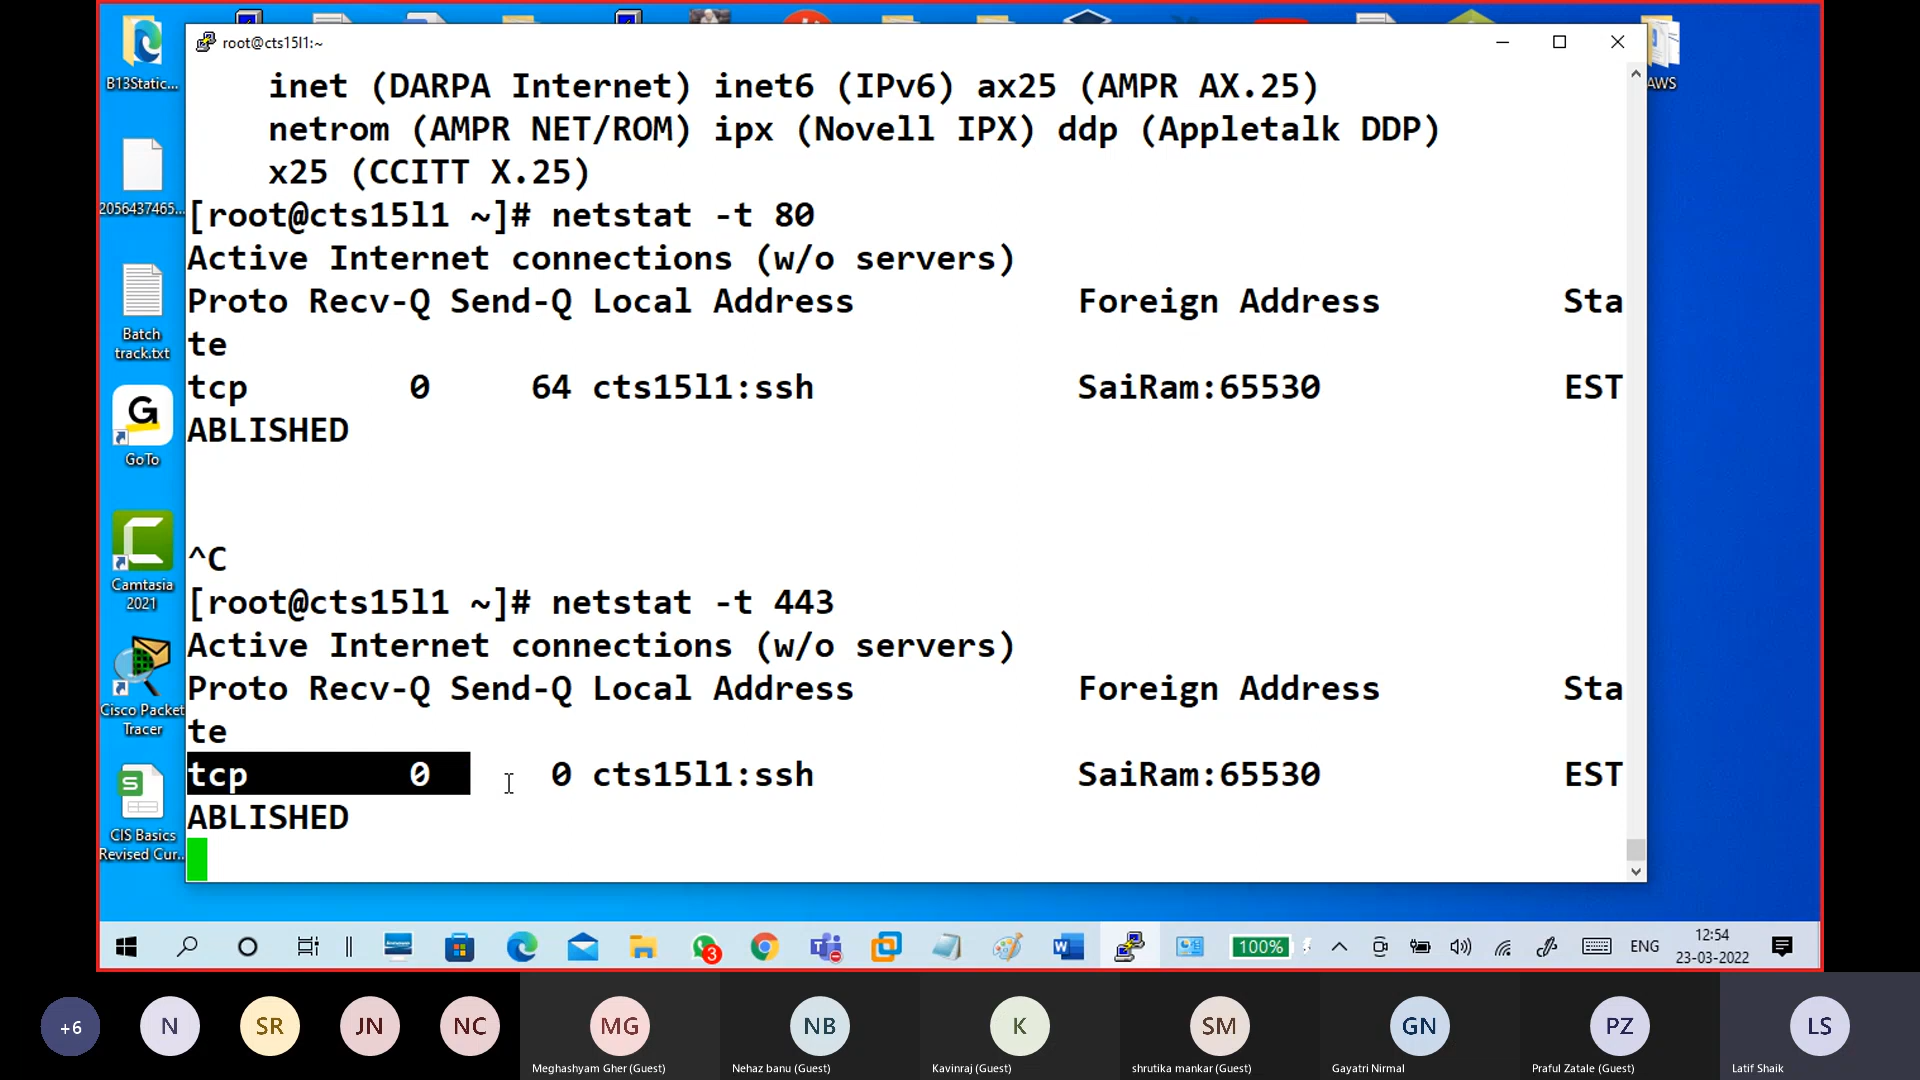 root@cts15l1:~
inet (DARPA Internet) inet6 (IPv6) ax25 (AMPR AX.25)
netrom (AMPR NET/ROM) ipx (Novell IPX) ddp (Appletalk DDP)
x25 (CCITT X.25)
[root@cts15l1 ~]# netstat -t 80
Active Internet connections (w/o servers)
Proto Recv-Q Send-Q Local Address           Foreign Address         Sta
te
tcp        0     64 cts15l1:ssh             SaiRam:65530            EST
ABLISHED
^C
[root@cts15l1 ~]# netstat -t 443
Active Internet connections (w/o servers)
Proto Recv-Q Send-Q Local Address           Foreign Address         Sta
te
tcp        0      0 cts15l1:ssh             SaiRam:65530            EST
ABLISHED
B13Static...
2056437465...
Batch
track.txt
G
GoTo
Camtasia
2021
Cisco Packet
Tracer
S
CIS Basics
Revised Cur...
AWS
3
100%
ENG
12:54
23-03-2022
+6
N
SR
JN
NC
MG
Meghashyam Gher (Guest)
NB
Nehaz banu (Guest)
K
Kavinraj (Guest)
SM
shrutika mankar (Guest)
GN
Gayatri Nirmal
PZ
Praful Zatale (Guest)
LS
Latif Shaik